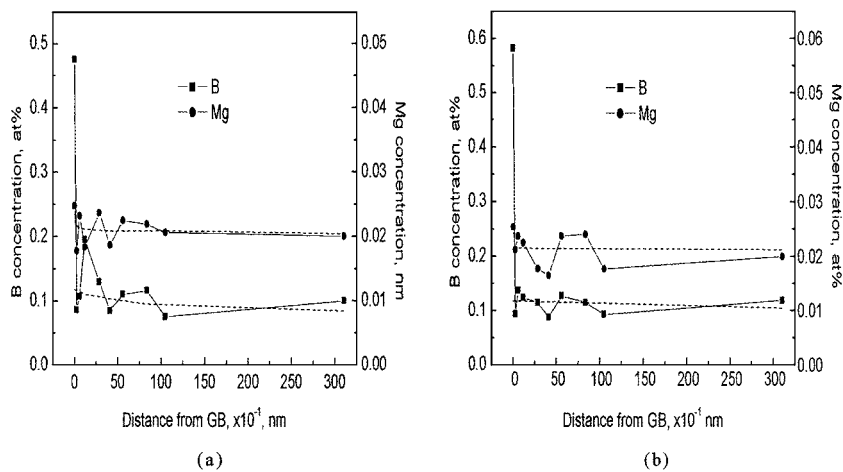 B concentration, at%
0.5
0.4
0.3
0.2
0.1
0.0
B
Mg
0.05
0.04
0.03
0.02
0.01
0.00
Mg concentration, nm
0 50 100 150 200 250 300
Distance from GB, x10⁻¹, nm
(a)
B concentration, at%
0.6
0.5
0.4
0.3
0.2
0.1
0.0
B
Mg
0.06
0.05
0.04
0.03
0.02
0.01
0.00
Mg concentration, at%
0 50 100 150 200 250 300
Distance from GB, x10⁻¹ nm
(b)